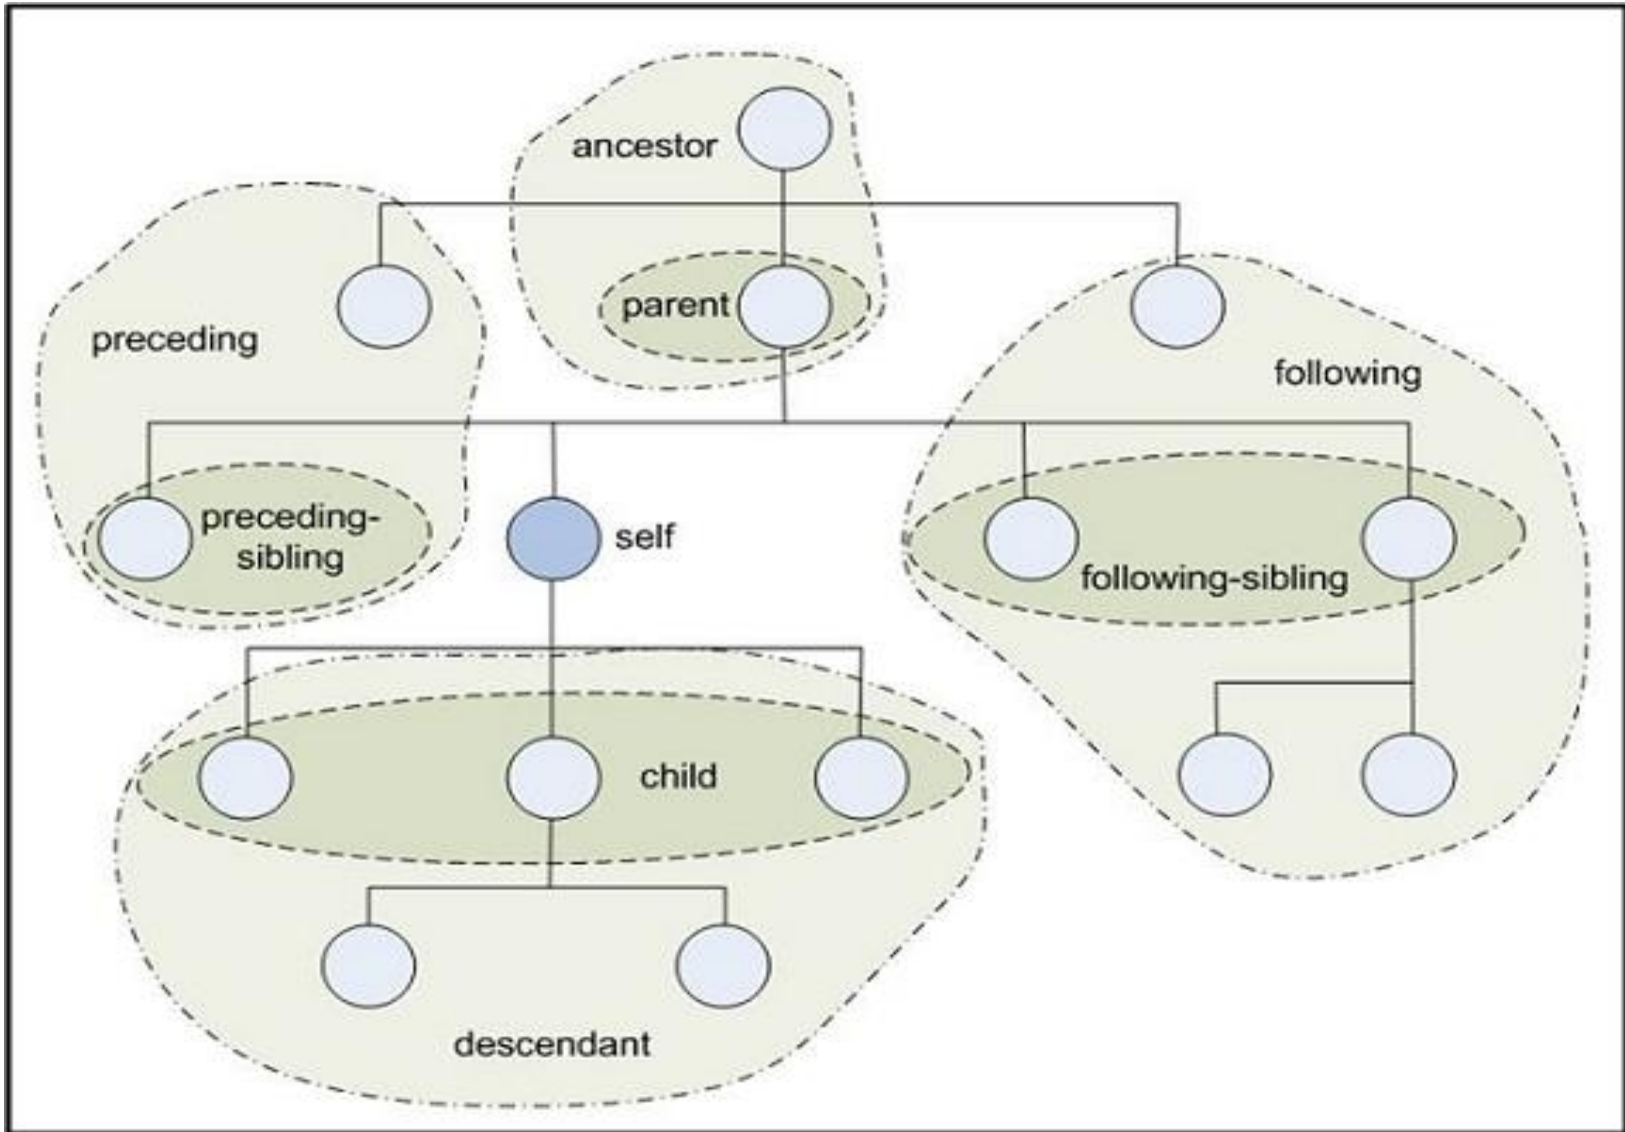 ancestor
parent
preceding
following
preceding-
sibling
self
following-sibling
child
descendant